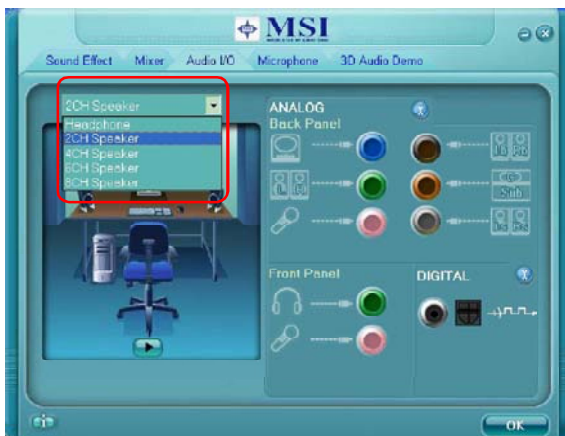 MSI
Sound Effect
Mixer
Audio I/O
Microphone
3D Audio Demo
2CH Speaker
Headphone
2CH Speaker
4CH Speaker
6CH Speaker
8CH Speaker
ANALOG
Back Panel
Sub
Front Panel
DIGITAL
OK